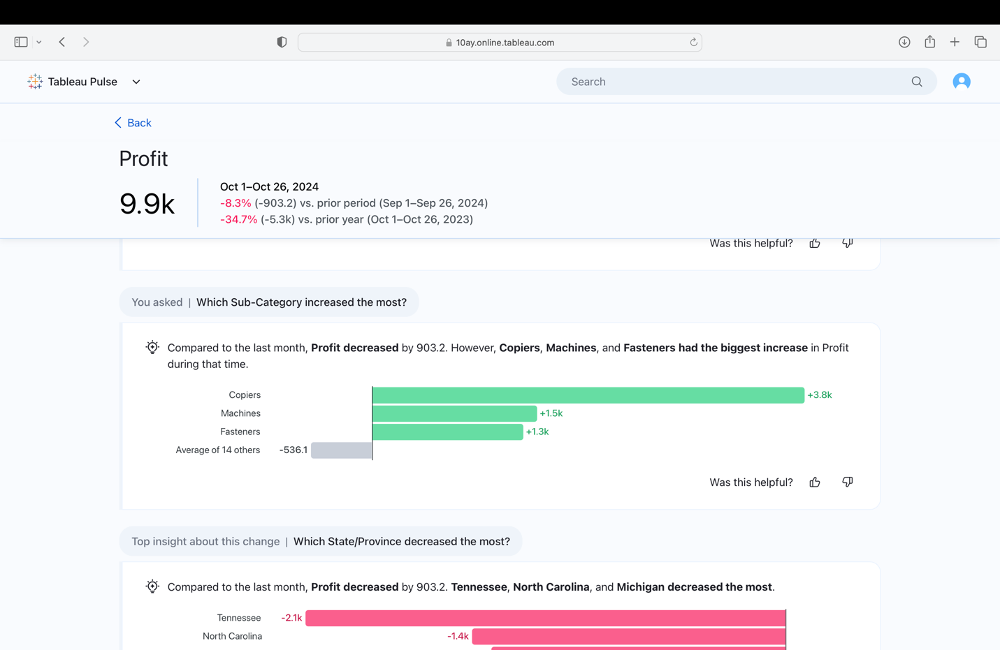 10ay.online.tableau.com
Tableau Pulse
Search
Back
Profit
9.9k
Oct 1–Oct 26, 2024
-8.3% (-903.2) vs. prior period (Sep 1–Sep 26, 2024)
-34.7% (-5.3k) vs. prior year (Oct 1–Oct 26, 2023)
Was this helpful?
You asked | Which Sub-Category increased the most?
Compared to the last month, Profit decreased by 903.2. However, Copiers, Machines, and Fasteners had the biggest increase in Profit
during that time.
Copiers +3.8k
Machines +1.5k
Fasteners +1.3k
Average of 14 others -536.1
Was this helpful?
Top insight about this change | Which State/Province decreased the most?
Compared to the last month, Profit decreased by 903.2. Tennessee, North Carolina, and Michigan decreased the most.
Tennessee -2.1k
North Carolina -1.4k